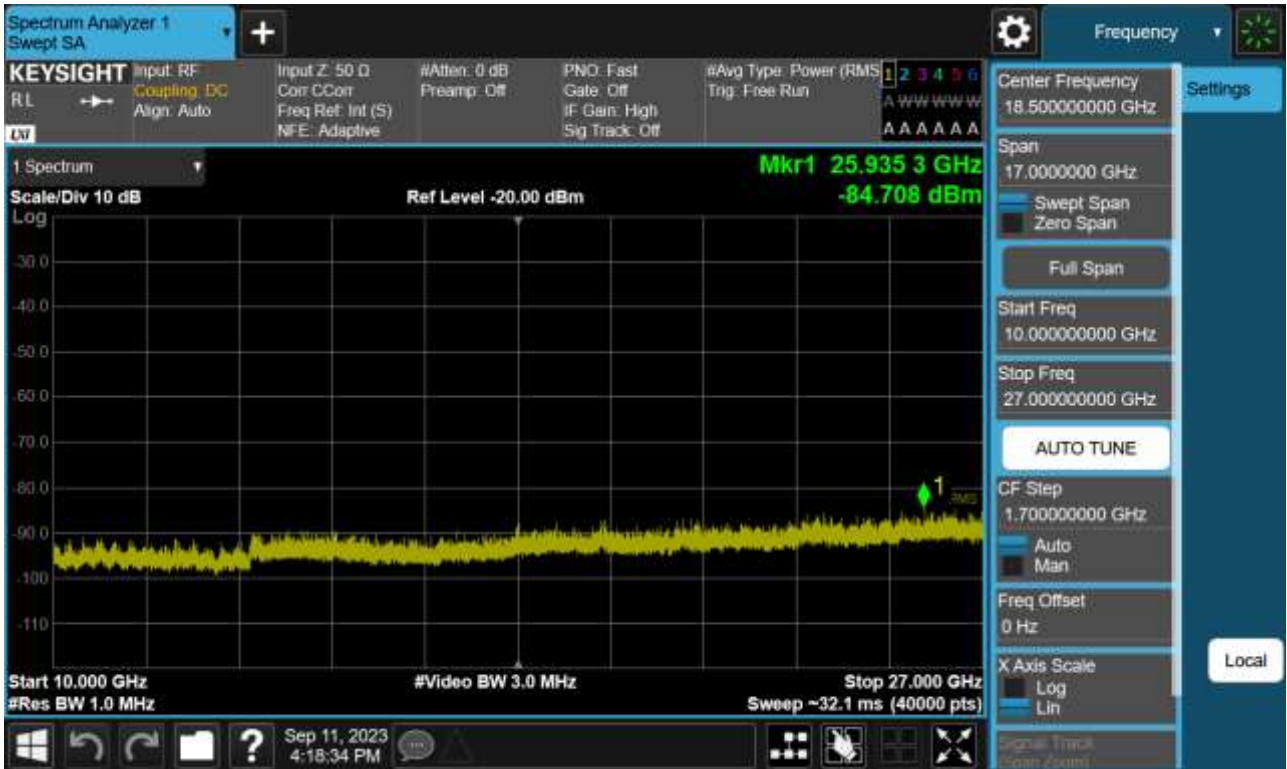 Spectrum Analyzer 1
Swept SA
+
Frequency
KEYSIGHT
RL
LXI
Input: RF
Coupling: DC
Align: Auto
Input Z: 50 Ω
Corr CCorr
Freq Ref: Int (S)
NFE: Adaptive
#Atten: 0 dB
Preamp: Off
PNO: Fast
Gate: Off
IF Gain: High
Sig Track: Off
#Avg Type: Power (RMS
Trig: Free Run
1 2 3 4 5 6
A W W W W W
A A A A A A
1 Spectrum
Scale/Div 10 dB
Ref Level -20.00 dBm
Mkr1 25.935 3 GHz
-84.708 dBm
Log
-30.0
-40.0
-50.0
-60.0
-70.0
-80.0
-90.0
-100
-110
1
RMS
Start 10.000 GHz
#Res BW 1.0 MHz
#Video BW 3.0 MHz
Stop 27.000 GHz
Sweep ~32.1 ms (40000 pts)
Center Frequency
18.500000000 GHz
Span
17.0000000 GHz
Swept Span
Zero Span
Full Span
Start Freq
10.000000000 GHz
Stop Freq
27.000000000 GHz
AUTO TUNE
CF Step
1.700000000 GHz
Auto
Man
Freq Offset
0 Hz
X Axis Scale
Log
Lin
Signal Track
(Span Zoom)
Settings
Local
?
Sep 11, 2023
4:18:34 PM